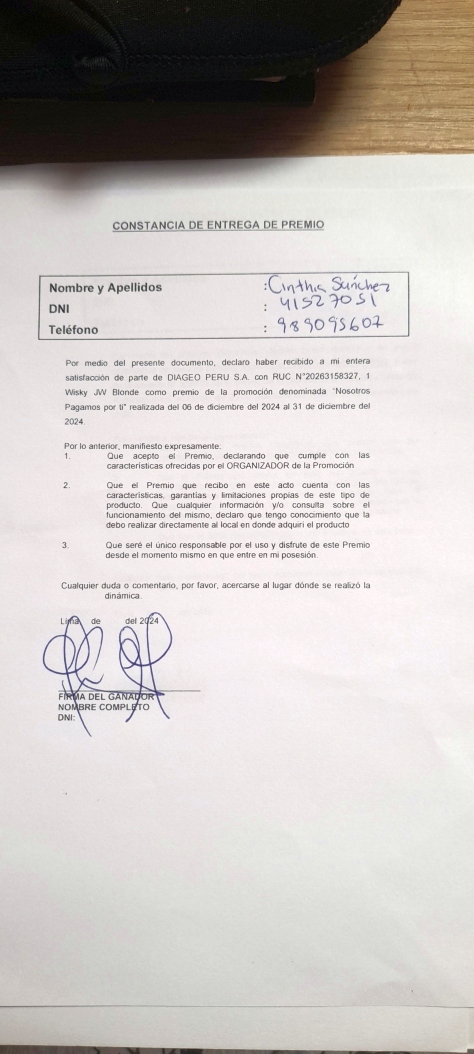 CONSTANCIA DE ENTREGA DE PREMIO
Nombre y Apellidos : Cinthia Sánchez
DNI : 41527051
Teléfono : 989095607
Por medio del presente documento, declaro haber recibido a mi entera
satisfacción de parte de DIAGEO PERU S.A. con RUC N°20263158327, 1
Wisky JW Blonde como premio de la promoción denominada "Nosotros
Pagamos por ti" realizada del 06 de diciembre del 2024 al 31 de diciembre del
2024.
Por lo anterior, manifiesto expresamente:
1. Que acepto el Premio, declarando que cumple con las
características ofrecidas por el ORGANIZADOR de la Promoción
2. Que el Premio que recibo en este acto cuenta con las
características, garantías y limitaciones propias de este tipo de
producto. Que cualquier información y/o consulta sobre el
funcionamiento del mismo, declaro que tengo conocimiento que la
debo realizar directamente al local en donde adquirí el producto
3. Que seré el único responsable por el uso y disfrute de este Premio
desde el momento mismo en que entre en mi posesión.
Cualquier duda o comentario, por favor, acercarse al lugar dónde se realizó la
dinámica.
Lima, de del 2024
FIRMA DEL GANADOR
NOMBRE COMPLETO
DNI: